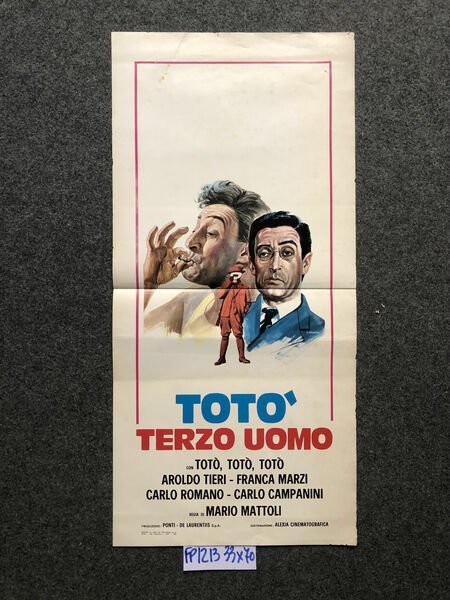 TOTO'
TERZO UOMO
CON TOTÒ, TOTÒ, TOTÒ
AROLDO TIERI - FRANCA MARZI
CARLO ROMANO - CARLO CAMPANINI
REGIA DI MARIO MATTOLI
PRODUZIONE: PONTI - DE LAURENTIIS S.p.A. DISTRIBUZIONE: ALEXIA CINEMATOGRAFICA
FP1213 33x70